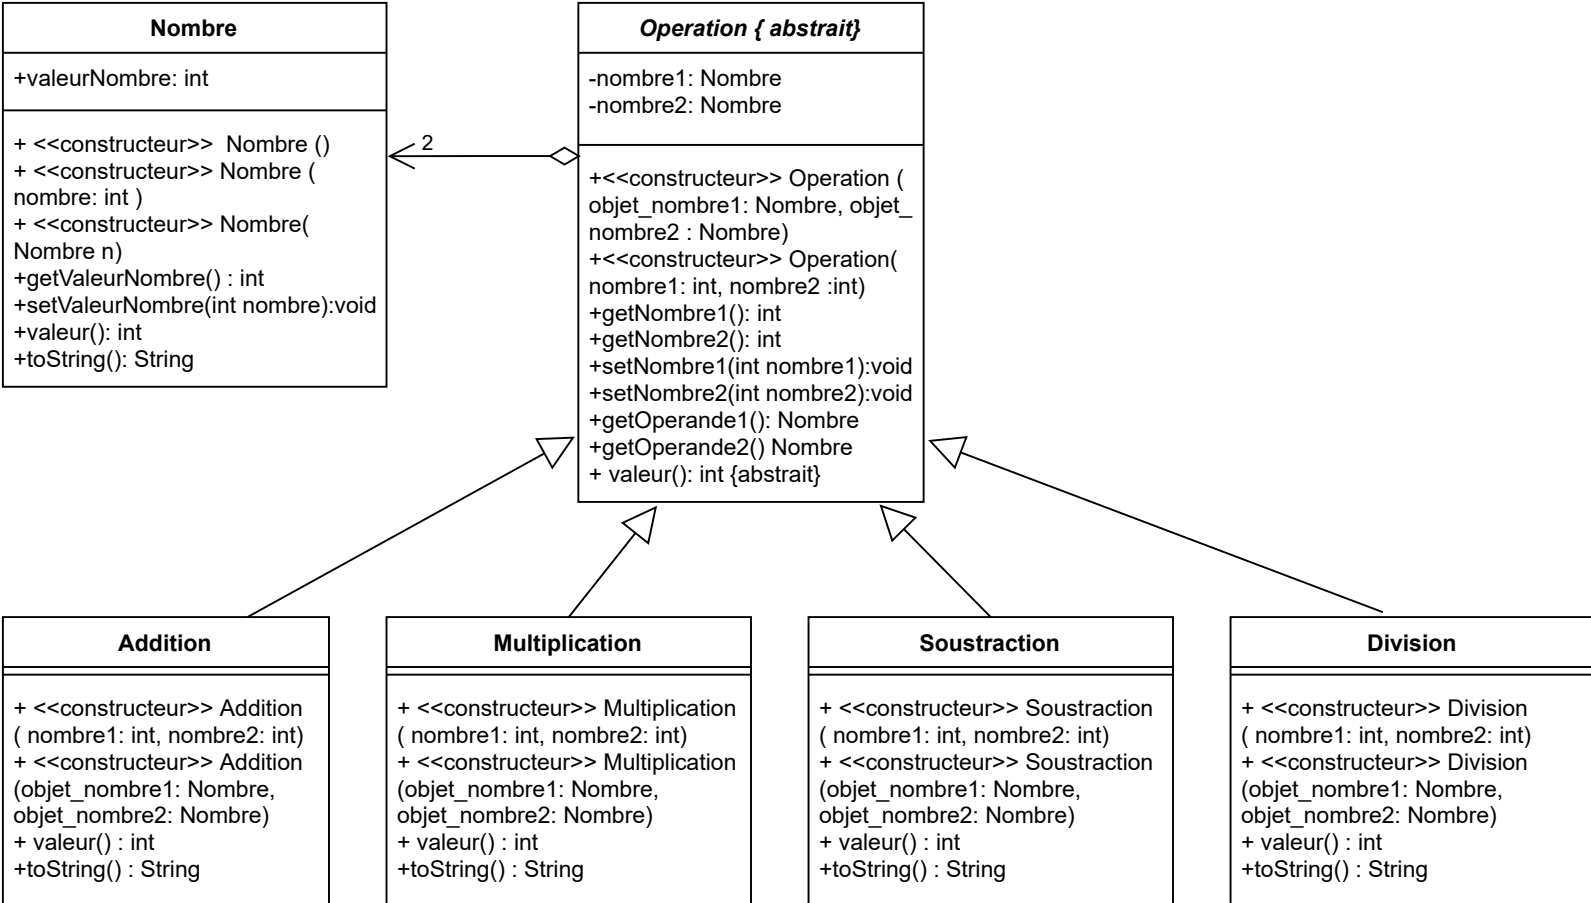 Nombre
+valeurNombre: int
+ <<constructeur>>  Nombre ()
+ <<constructeur>> Nombre (
nombre: int )
+ <<constructeur>> Nombre(
Nombre n)
+getValeurNombre() : int
+setValeurNombre(int nombre):void
+valeur(): int
+toString(): String
2
Operation { abstrait}
-nombre1: Nombre
-nombre2: Nombre
+<<constructeur>> Operation (
objet_nombre1: Nombre, objet_
nombre2 : Nombre)
+<<constructeur>> Operation(
nombre1: int, nombre2 :int)
+getNombre1(): int
+getNombre2(): int
+setNombre1(int nombre1):void
+setNombre2(int nombre2):void
+getOperande1(): Nombre
+getOperande2() Nombre
+ valeur(): int {abstrait}
Addition
+ <<constructeur>> Addition
( nombre1: int, nombre2: int)
+ <<constructeur>> Addition
(objet_nombre1: Nombre,
objet_nombre2: Nombre)
+ valeur() : int
+toString() : String
Multiplication
+ <<constructeur>> Multiplication
( nombre1: int, nombre2: int)
+ <<constructeur>> Multiplication
(objet_nombre1: Nombre,
objet_nombre2: Nombre)
+ valeur() : int
+toString() : String
Soustraction
+ <<constructeur>> Soustraction
( nombre1: int, nombre2: int)
+ <<constructeur>> Soustraction
(objet_nombre1: Nombre,
objet_nombre2: Nombre)
+ valeur() : int
+toString() : String
Division
+ <<constructeur>> Division
( nombre1: int, nombre2: int)
+ <<constructeur>> Division
(objet_nombre1: Nombre,
objet_nombre2: Nombre)
+ valeur() : int
+toString() : String